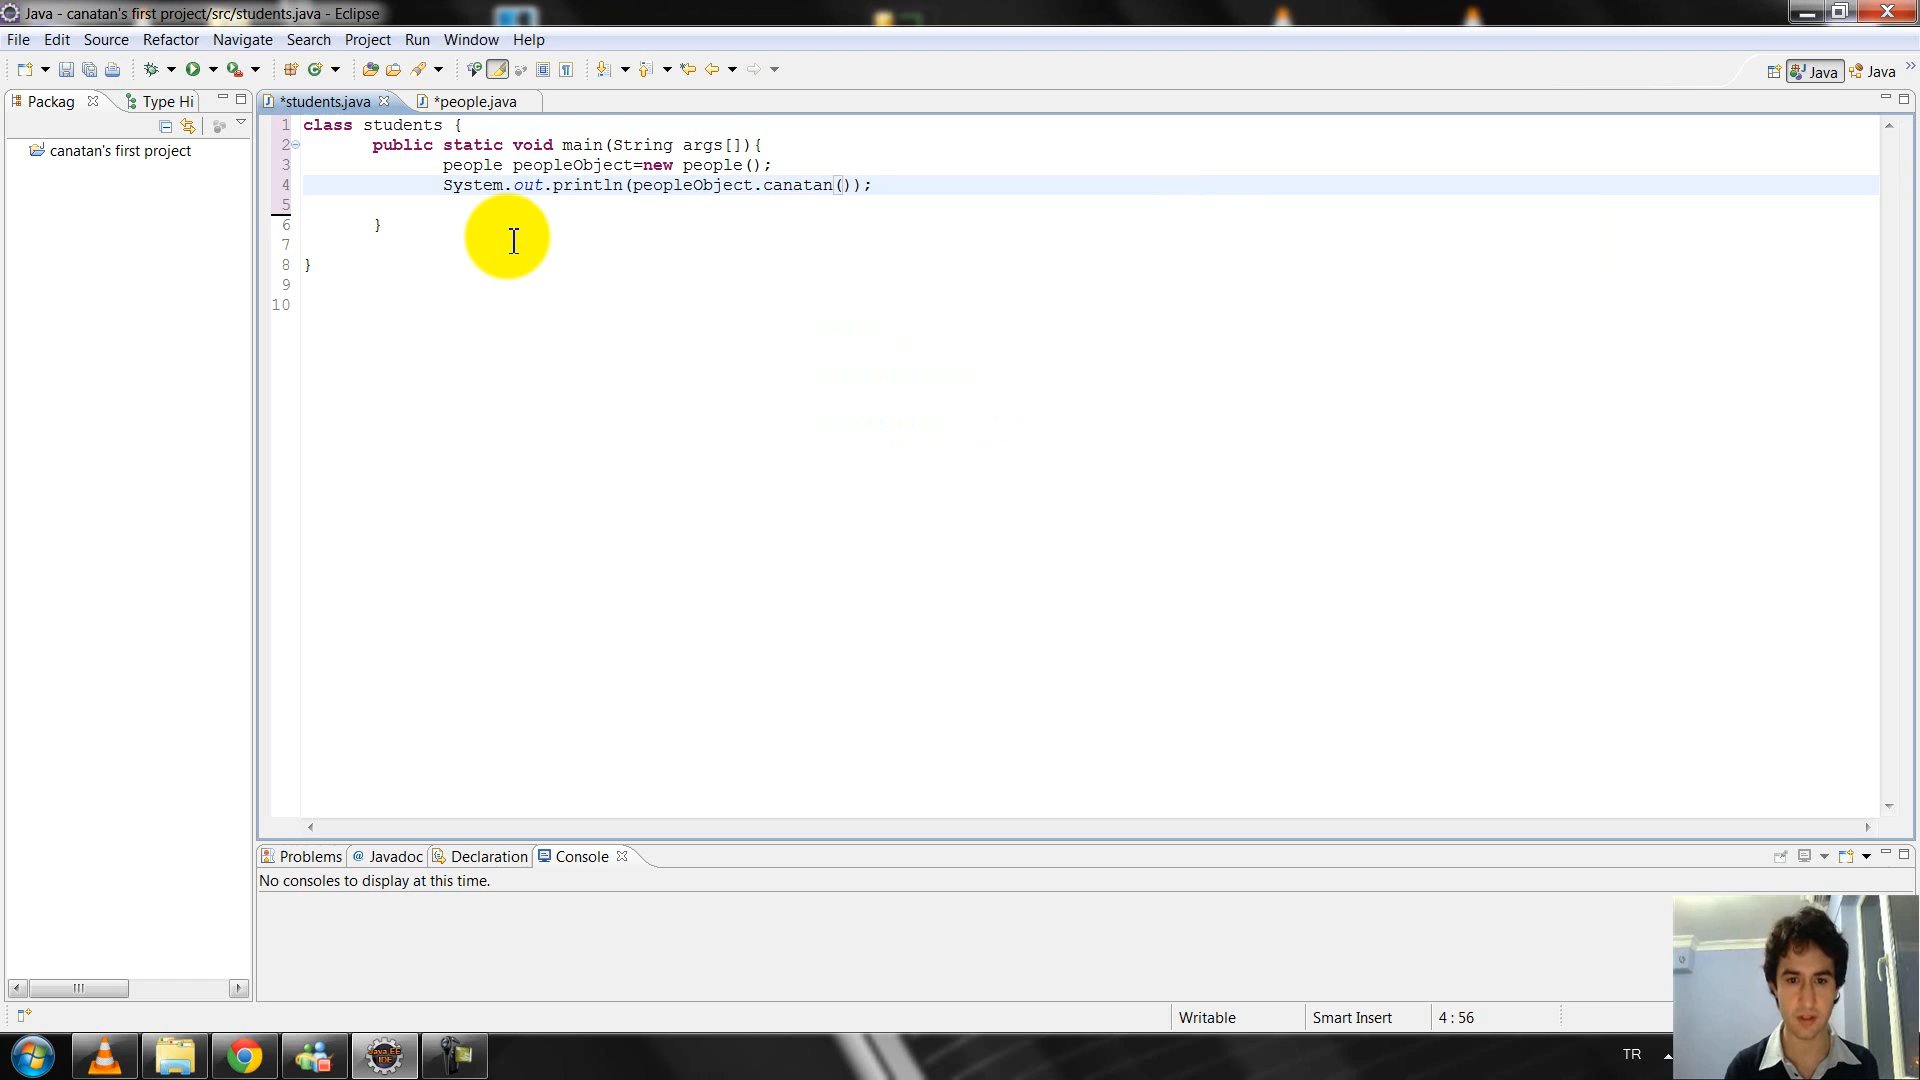 Java - canatan's first project/src/students.java - Eclipse
File Edit Source Refactor Navigate Search Project Run Window Help
Java Java
Packag Type Hi *students.java *people.java
canatan's first project
1 class students {
2 public static void main(String args[]){
3 people peopleObject=new people();
4 System.out.println(peopleObject.canatan());
5
6 }
7
8 }
9
10
Problems @ Javadoc Declaration Console
No consoles to display at this time.
Writable Smart Insert 4 : 56
Java EE
IDE
TR